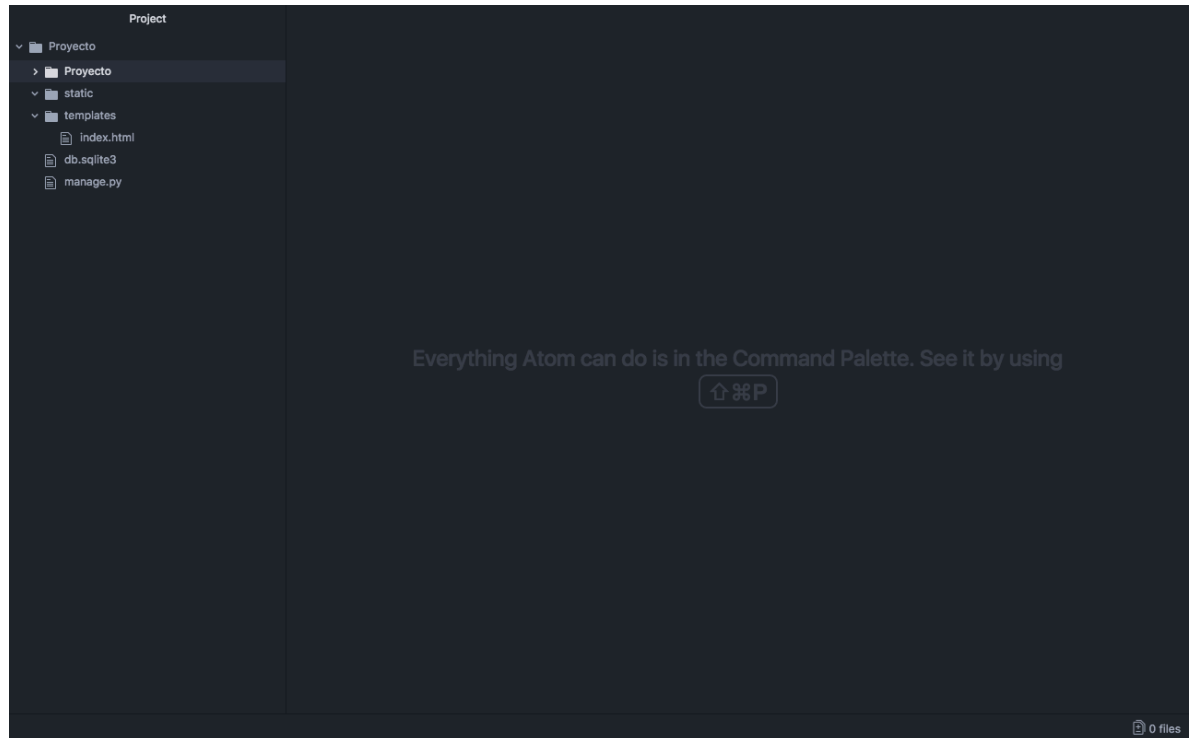 Project
Proyecto
Proyecto
static
templates
index.html
db.sqlite3
manage.py
Everything Atom can do is in the Command Palette. See it by using
⇧⌘P
0 files